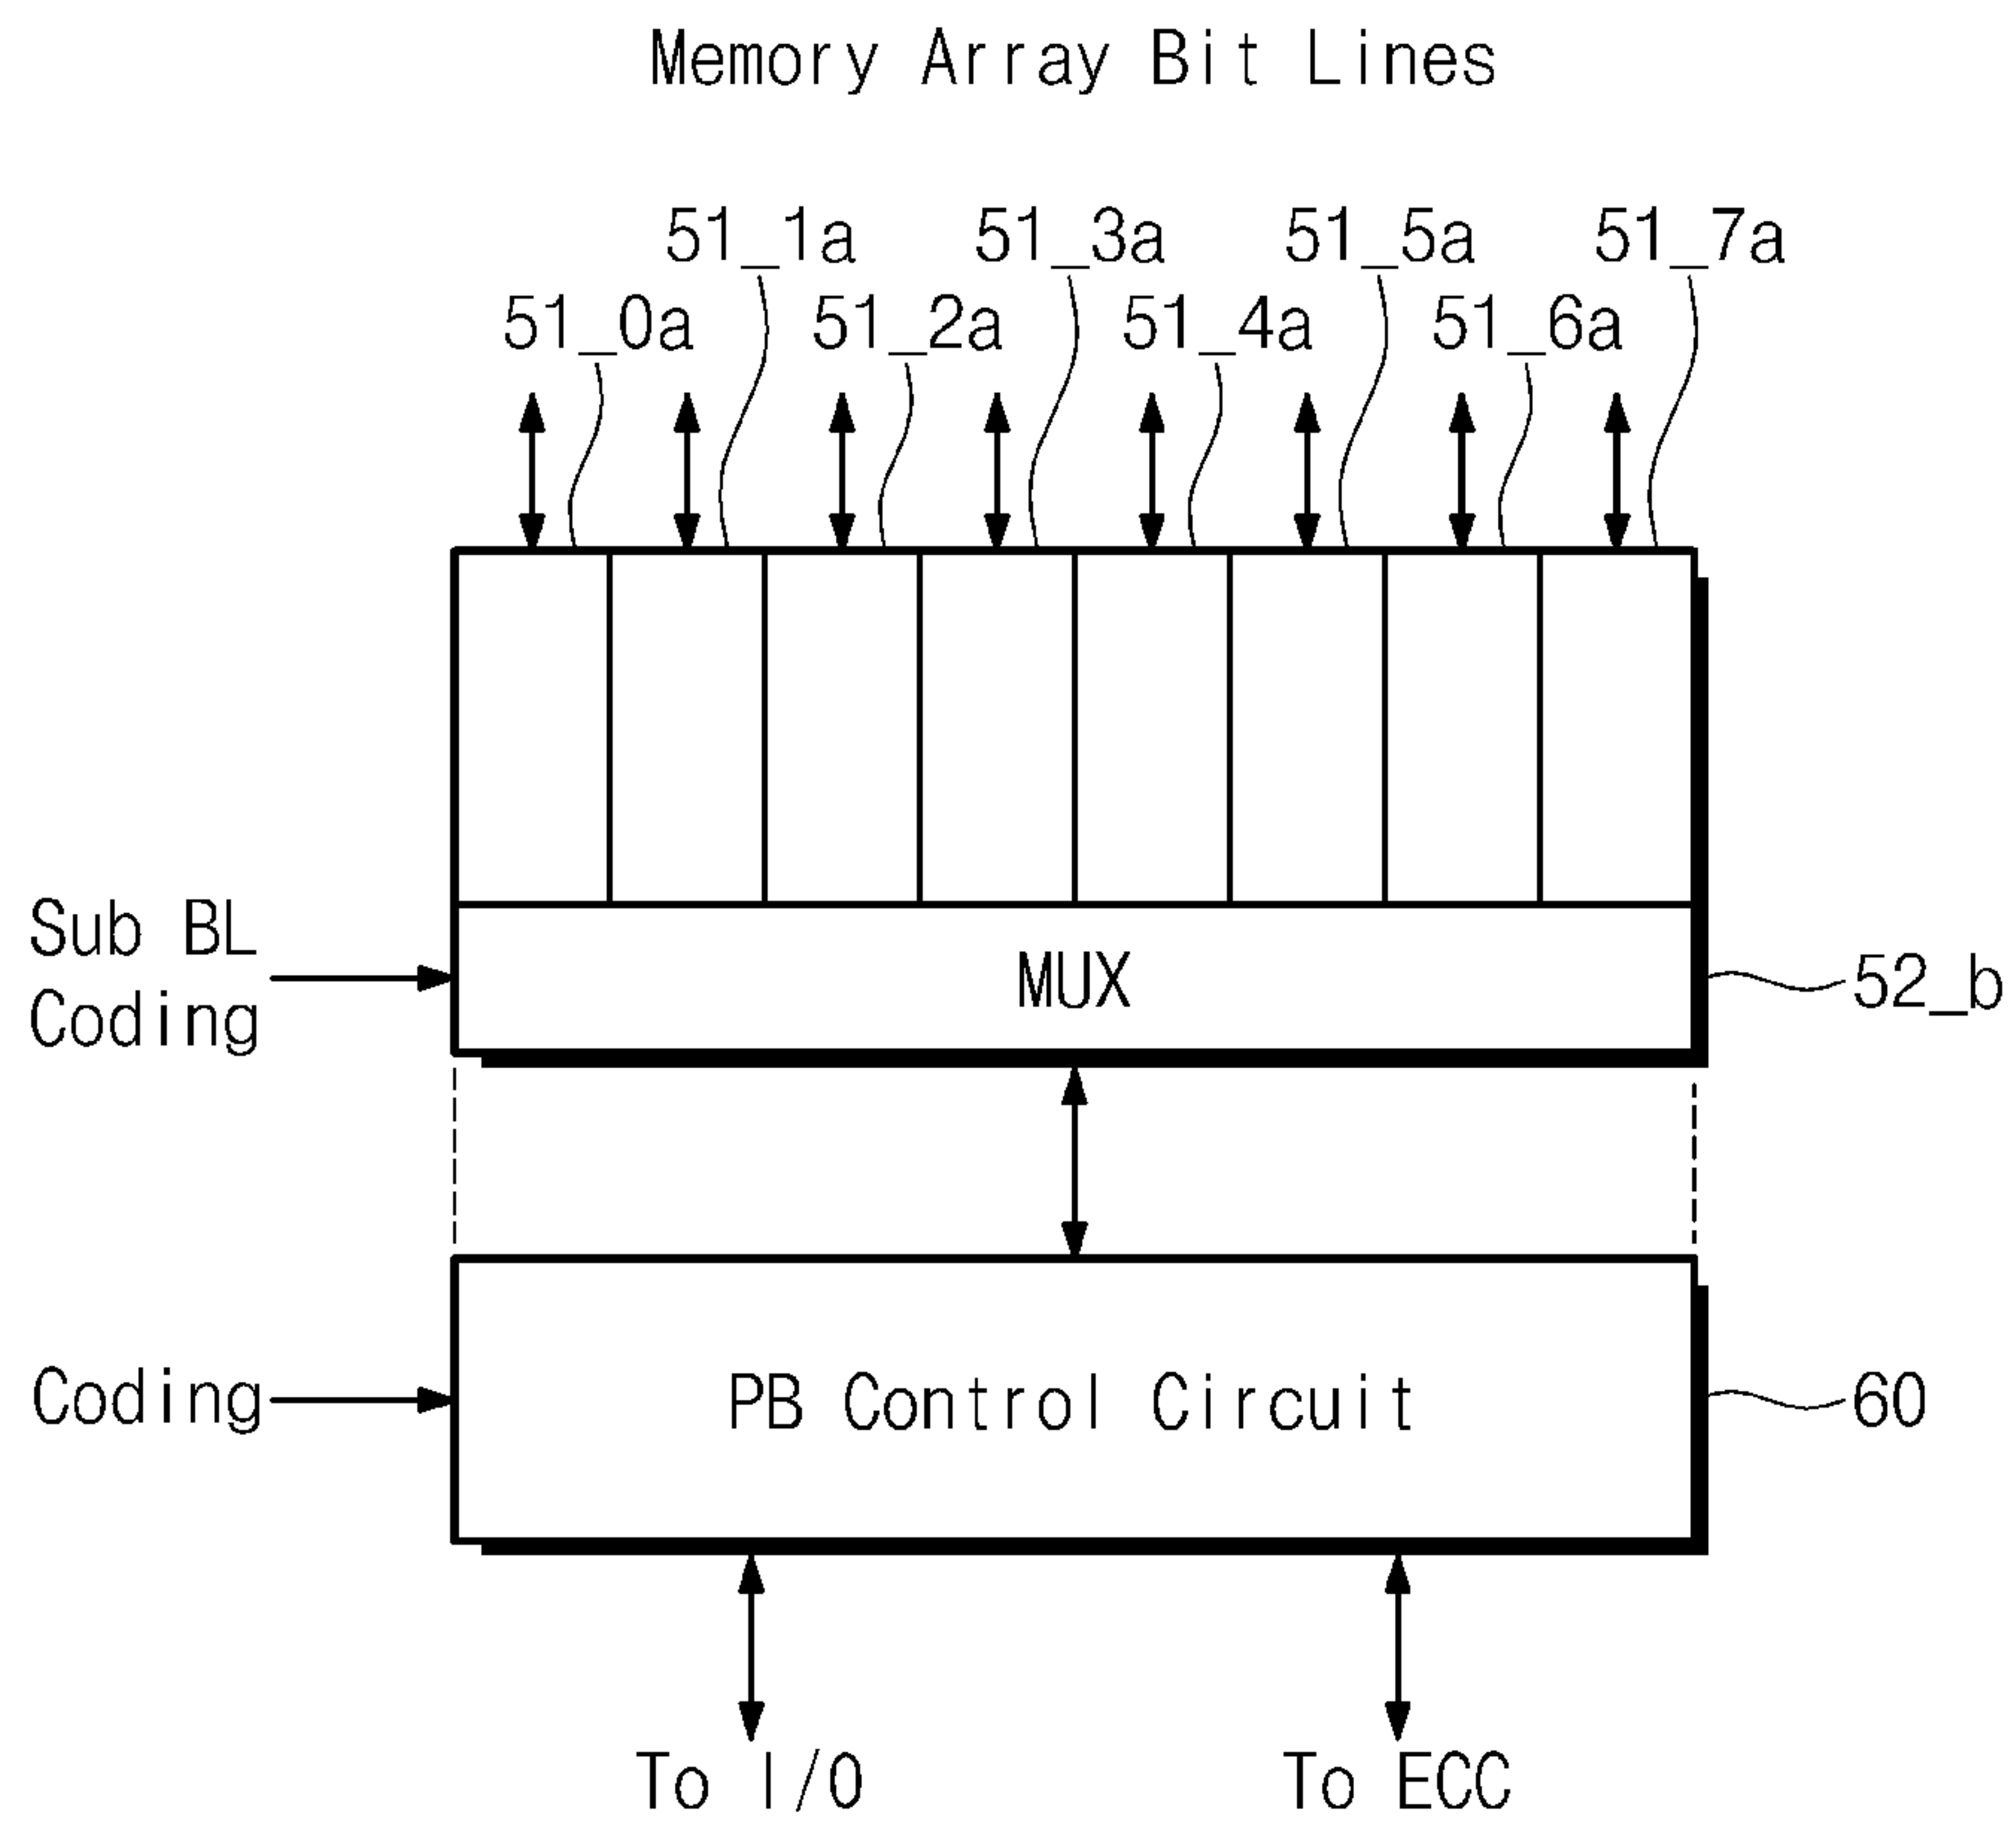 Memory Array Bit Lines
51_1a 51_3a 51_5a 51_7a
51_0a 51_2a 51_4a 51_6a
Sub BL
Coding
MUX
52_b
Coding
PB Control Circuit
60
To I/O
To ECC